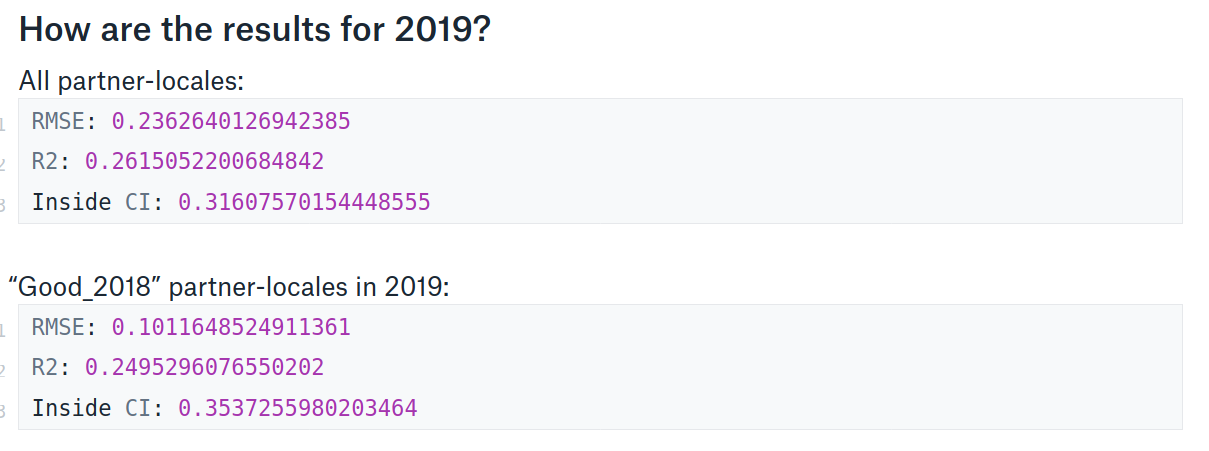 How are the results for 2019?
All partner-locales:
1 RMSE: 0.2362640126942385
2 R2: 0.2615052200684842
3 Inside CI: 0.31607570154448555
“Good_2018” partner-locales in 2019:
1 RMSE: 0.1011648524911361
2 R2: 0.2495296076550202
3 Inside CI: 0.3537255980203464